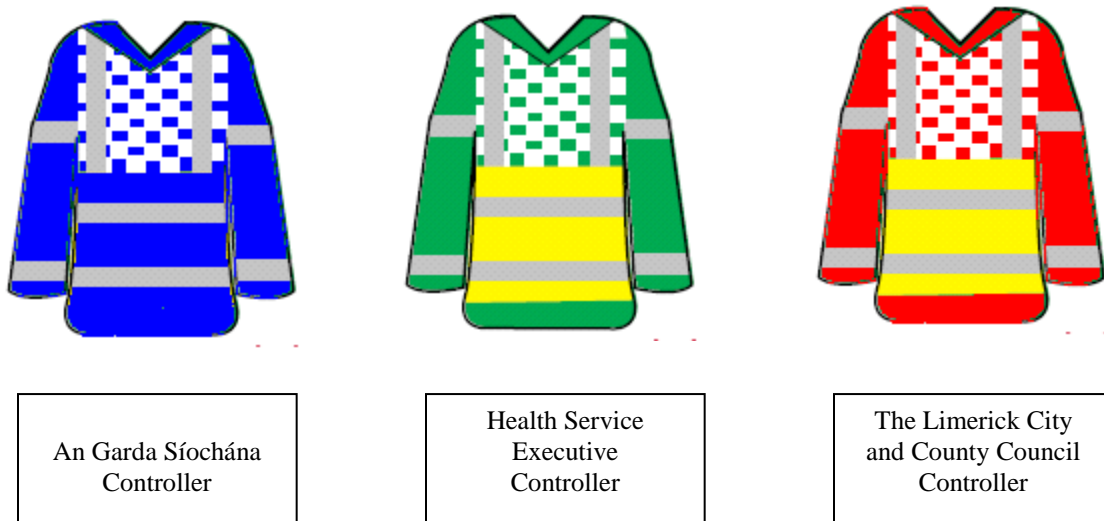 An Garda Síochána
Controller
Health Service
Executive
Controller
The Limerick City
and County Council
Controller